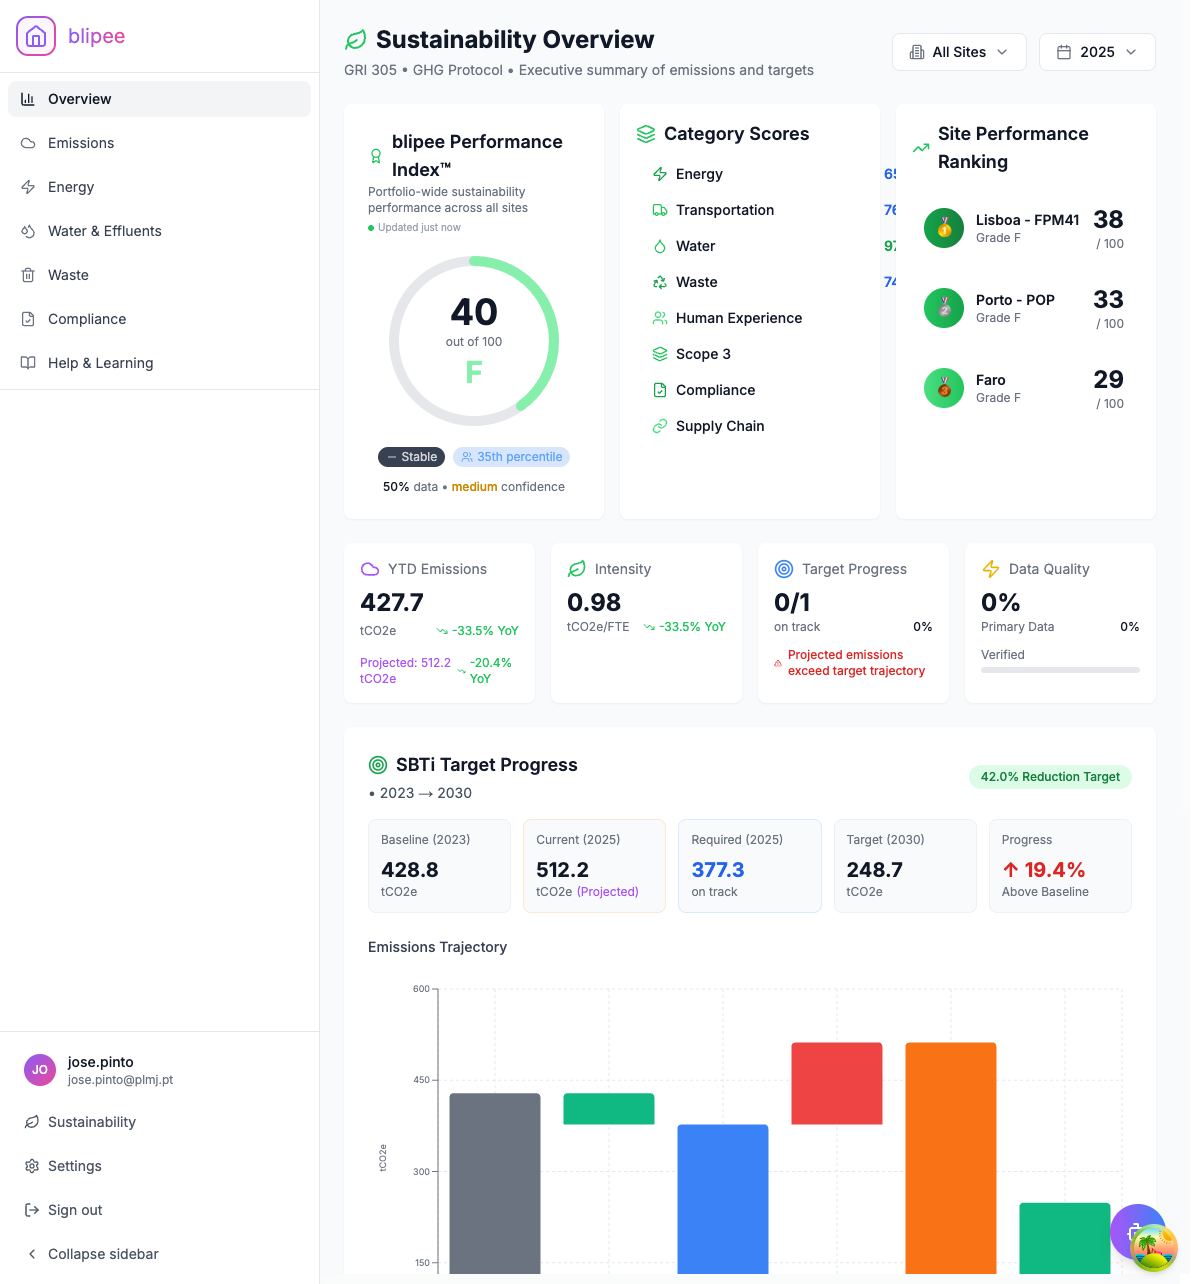 blipee
Overview
Emissions
Energy
Water & Effluents
Waste
Compliance
Help & Learning
JO
jose.pinto
jose.pinto@plmj.pt
Sustainability
Settings
Sign out
Collapse sidebar
Sustainability Overview
GRI 305 • GHG Protocol • Executive summary of emissions and targets
All Sites
2025
blipee Performance
Index™
Portfolio-wide sustainability
performance across all sites
Updated just now
40
out of 100
F
Stable
35th percentile
50% data • medium confidence
Category Scores
Energy
Transportation 76
Water 97
Waste 74
Human Experience
Scope 3
Compliance
Supply Chain
Site Performance
Ranking
1
Lisboa - FPM41 38
Grade F / 100
2
Porto - POP 33
Grade F / 100
3
Faro 29
Grade F / 100
YTD Emissions
427.7
tCO2e -33.5% YoY
Projected: 512.2 -20.4%
tCO2e YoY
Intensity
0.98
tCO2e/FTE -33.5% YoY
Target Progress
0/1
on track 0%
Projected emissions
exceed target trajectory
Data Quality
0%
Primary Data 0%
Verified
SBTi Target Progress
• 2023 → 2030
42.0% Reduction Target
Baseline (2023)
428.8
tCO2e
Current (2025)
512.2
tCO2e (Projected)
Required (2025)
377.3
on track
Target (2030)
248.7
tCO2e
Progress
↑ 19.4%
Above Baseline
Emissions Trajectory
600
450
300
150
tCO2e